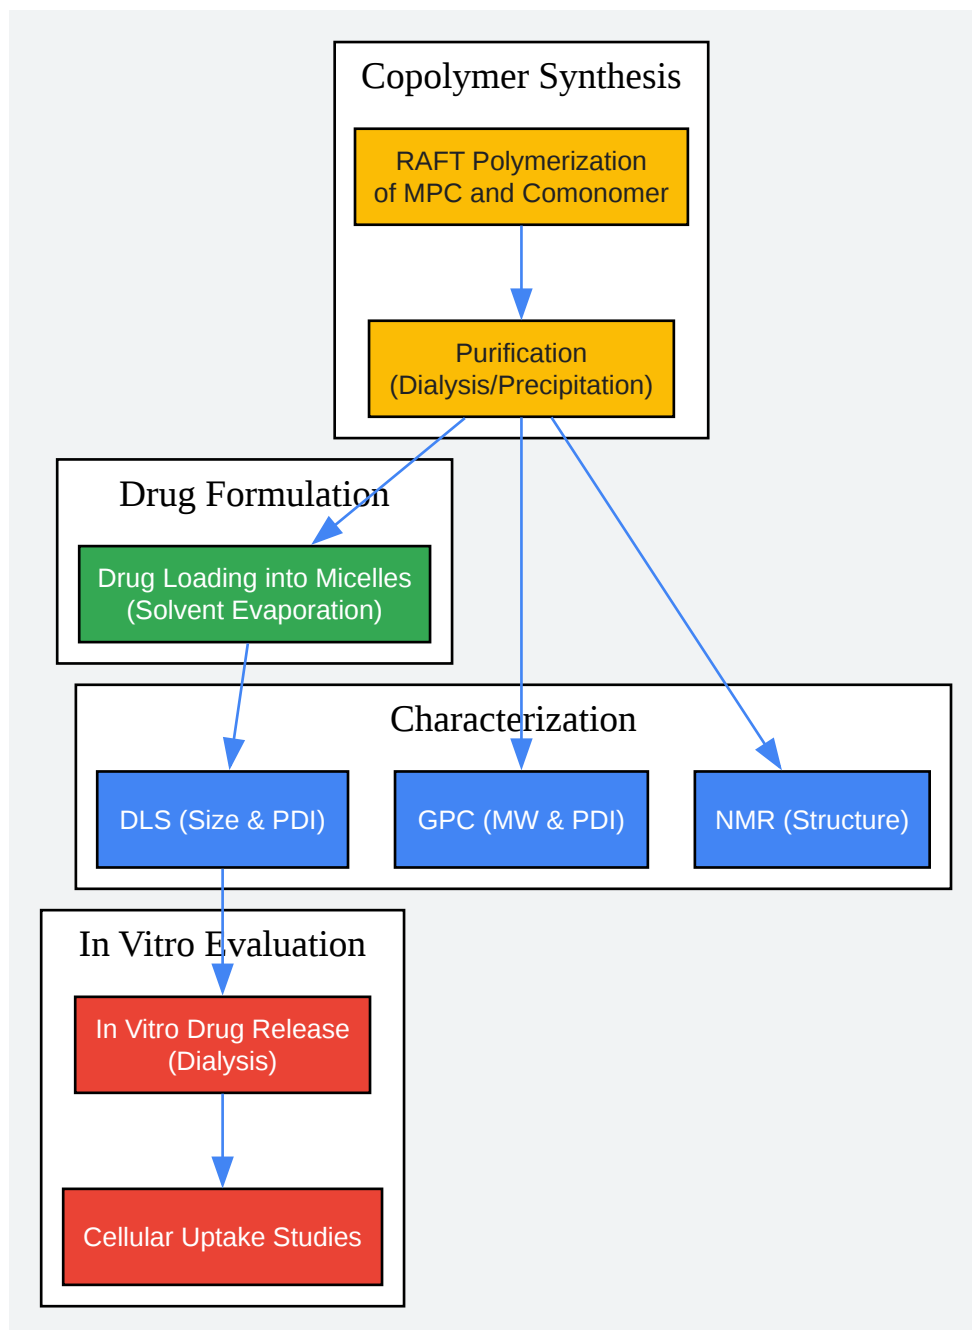 Copolymer Synthesis
RAFT Polymerization
of MPC and Comonomer
Purification
(Dialysis/Precipitation)
Drug Formulation
Drug Loading into Micelles
(Solvent Evaporation)
Characterization
DLS (Size & PDI)
GPC (MW & PDI)
NMR (Structure)
In Vitro Evaluation
In Vitro Drug Release
(Dialysis)
Cellular Uptake Studies